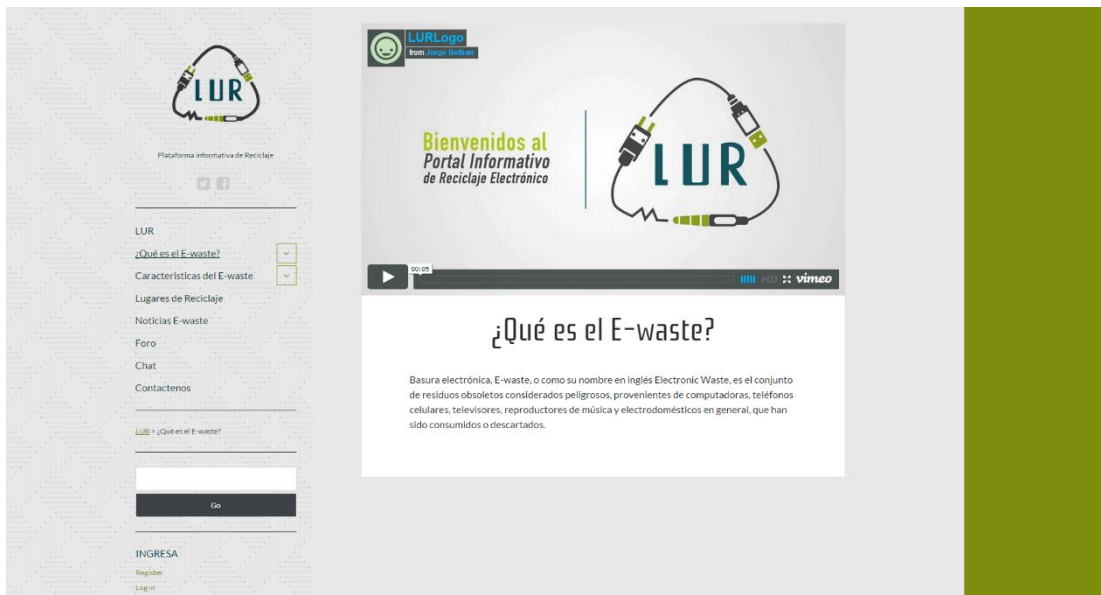 LUR
Plataforma informativa de Reciclaje
LUR
¿Qué es el E-waste?
Caracteristicas del E-waste
Lugares de Reciclaje
Noticias E-waste
Foro
Chat
Contactenos
LUR > ¿Qué es el E-waste?
Go
INGRESA
Register
Log in
LURLogo
from Jorge Beltran
Bienvenidos al
Portal Informativo
de Reciclaje Electrónico
LUR
00:05
HD vimeo
¿Qué es el E-waste?
Basura electrónica, E-waste, o como su nombre en inglés Electronic Waste, es el conjunto
de residuos obsoletos considerados peligrosos, provenientes de computadoras, teléfonos
celulares, televisores, reproductores de música y electrodomésticos en general, que han
sido consumidos o descartados.